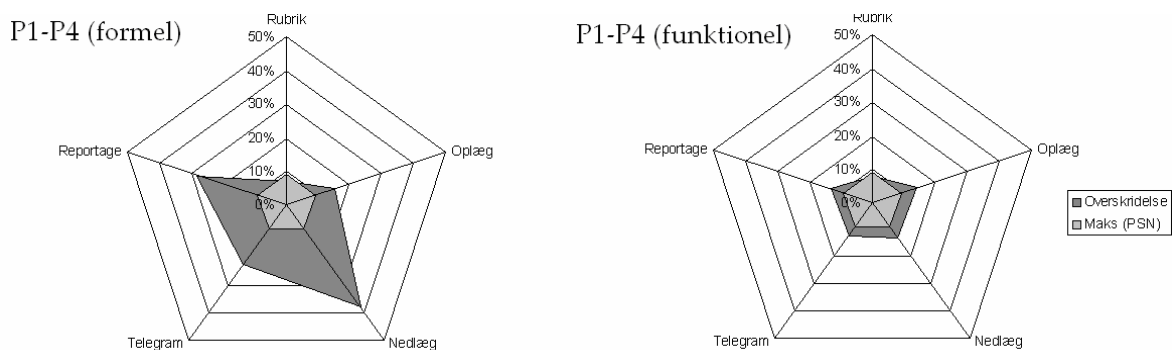 P1-P4 (formel)
Rubrik
50%
40%
30%
20%
10%
0%
Oplæg
Nedlæg
Telegram
Reportage
P1-P4 (funktionel)
Rubrik
50%
40%
30%
20%
10%
0%
Oplæg
Nedlæg
Telegram
Reportage
Overskridelse
Maks (PSN)